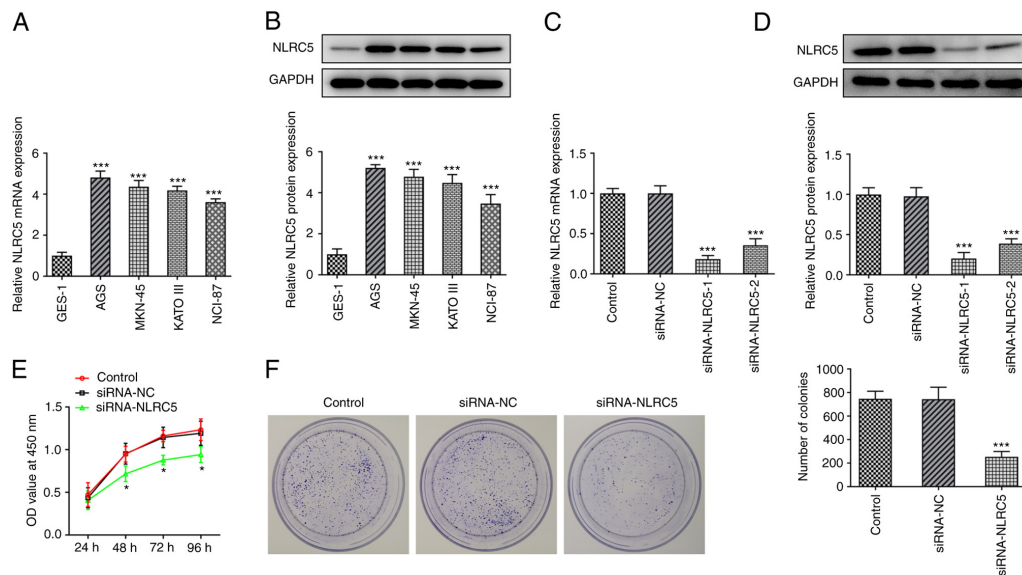 A
B
C
D
NLRC5
GAPDH
NLRC5
GAPDH
Relative NLRC5 mRNA expression
6
4
2
0
***
***
***
***
GES-1
AGS
MKN-45
KATO III
NCI-87
Relative NLRC5 protein expression
6
4
2
0
***
***
***
***
GES-1
AGS
MKN-45
KATO III
NCI-87
Relative NLRC5 mRNA expression
1.5
1.0
0.5
0.0
***
***
Control
siRNA-NC
siRNA-NLRC5-1
siRNA-NLRC5-2
Relative NLRC5 protein expression
1.5
1.0
0.5
0.0
***
***
Control
siRNA-NC
siRNA-NLRC5-1
siRNA-NLRC5-2
E
Control
siRNA-NC
siRNA-NLRC5
OD value at 450 nm
1.5
1.0
0.5
0.0
*
*
*
24 h
48 h
72 h
96 h
F
Control
siRNA-NC
siRNA-NLRC5
Number of colonies
1000
800
600
400
200
0
***
Control
siRNA-NC
siRNA-NLRC5